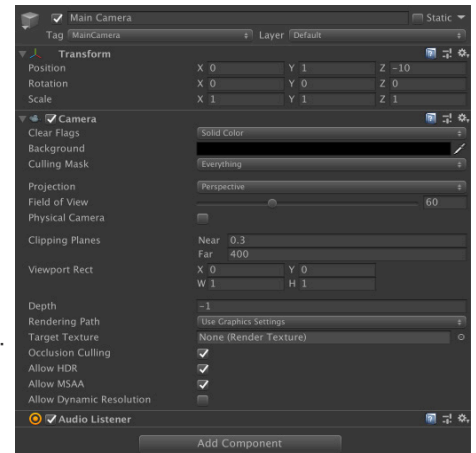 Main Camera Static
Tag MainCamera Layer Default
Transform
Position X 0 Y 1 Z -10
Rotation X 0 Y 0 Z 0
Scale X 1 Y 1 Z 1
Camera
Clear Flags Solid Color
Background
Culling Mask Everything
Projection Perspective
Field of View 60
Physical Camera
Clipping Planes Near 0.3
Far 400
Viewport Rect X 0 Y 0
W 1 H 1
Depth -1
Rendering Path Use Graphics Settings
Target Texture None (Render Texture)
Occlusion Culling
Allow HDR
Allow MSAA
Allow Dynamic Resolution
Audio Listener
Add Component